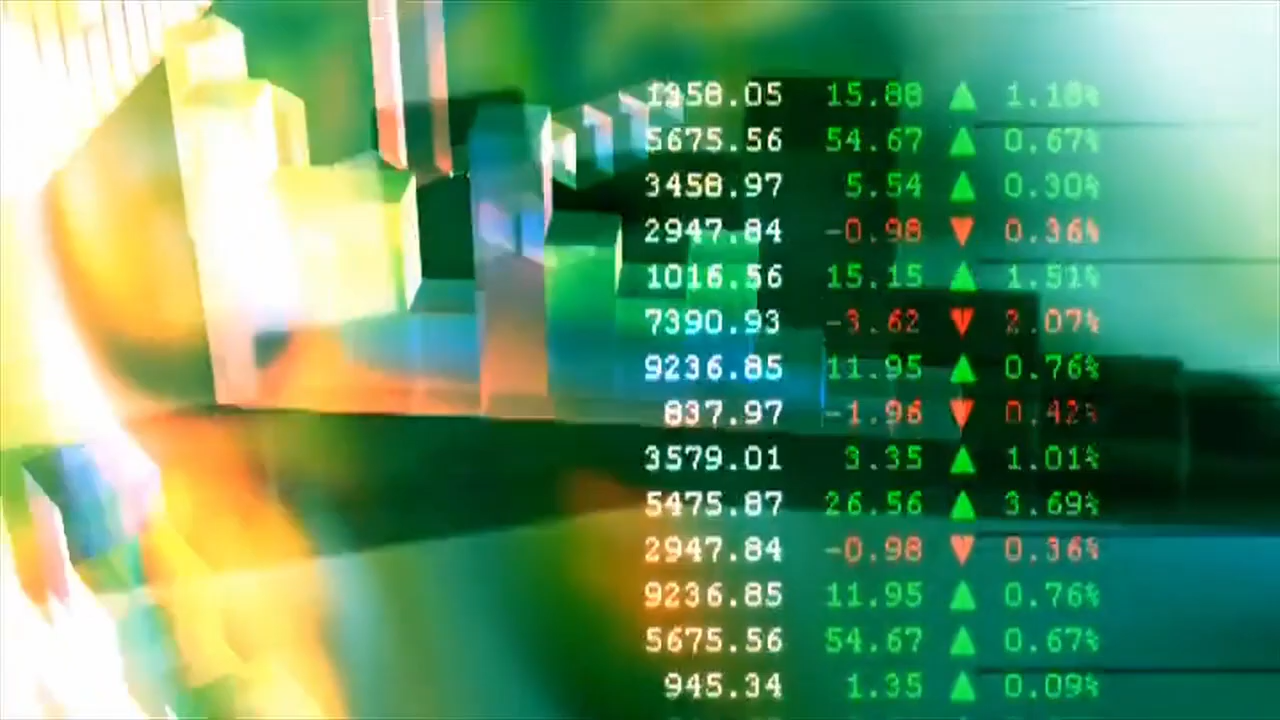 1358.05 15.88 ▲ 1.18%
5675.56 54.67 ▲ 0.67%
3458.97 5.54 ▲ 0.30%
2947.84 -0.98 ▼ 0.36%
1016.56 15.15 ▲ 1.51%
7390.93 -3.62 ▼ 2.07%
9236.85 11.95 ▲ 0.76%
837.97 -1.96 ▼ 0.42%
3579.01 3.35 ▲ 1.01%
5475.87 26.56 ▲ 3.69%
2947.84 -0.98 ▼ 0.36%
9236.85 11.95 ▲ 0.76%
5675.56 54.67 ▲ 0.67%
945.34 1.35 ▲ 0.09%